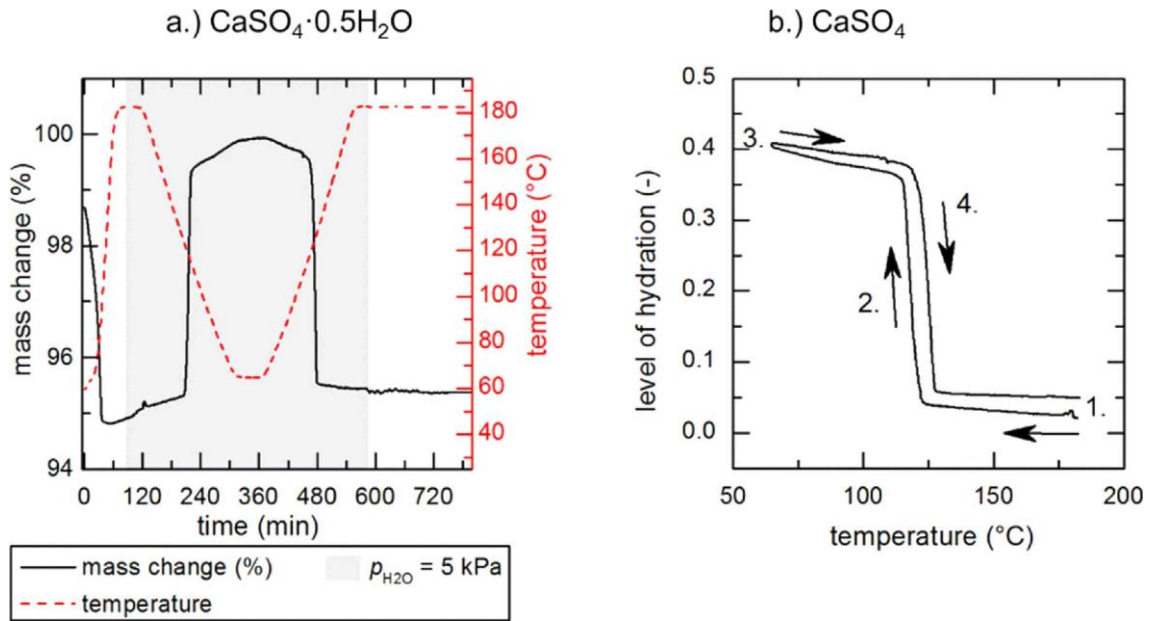 a.) CaSO₄·0.5H₂O
100
98
96
94
mass change (%)
180
160
140
120
100
80
60
40
temperature (°C)
0 120 240 360 480 600 720
time (min)
mass change (%)
p_H2O = 5 kPa
temperature
b.) CaSO₄
0.5
0.4
0.3
0.2
0.1
0.0
level of hydration (-)
3.
4.
2.
1.
50 100 150 200
temperature (°C)